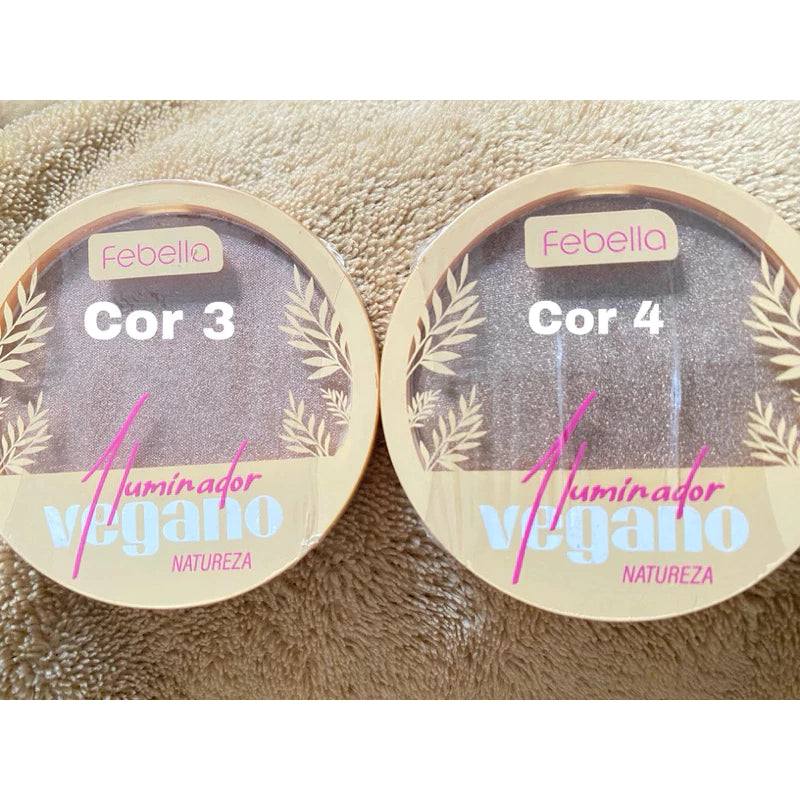 Febella
Cor 3
Iluminador
vegano
NATUREZA
Febella
Cor 4
Iluminador
vegano
NATUREZA